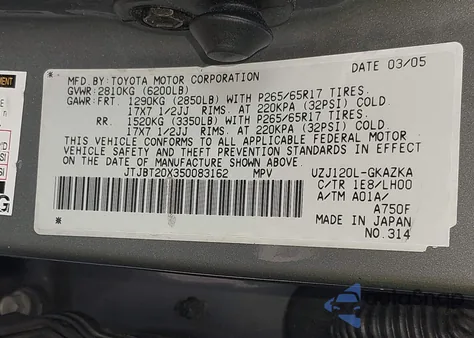 DATE 03/05
MFD.BY:TOYOTA MOTOR CORPORATION
GVWR:2810KG (6200LB)
GAWR:FRT. 1290KG (2850LB) WITH P265/65R17 TIRES.
17X7 1/2JJ RIMS. AT 220KPA (32PSI) COLD.
RR. 1520KG (3350LB) WITH P265/65R17 TIRES.
17X7 1/2JJ RIMS. AT 220KPA (32PSI) COLD.
THIS VEHICLE CONFORMS TO ALL APPLICABLE FEDERAL MOTOR
VEHICLE SAFETY AND THEFT PREVENTION STANDARDS IN EFFECT
ON THE DATE OF MANUFACTURE SHOWN ABOVE.
JTJBT20X350083162 MPV UZJ120L-GKAZKA
C/TR 1E8/LH00
A/TM A01A/
A750F
MADE IN JAPAN
NO.314